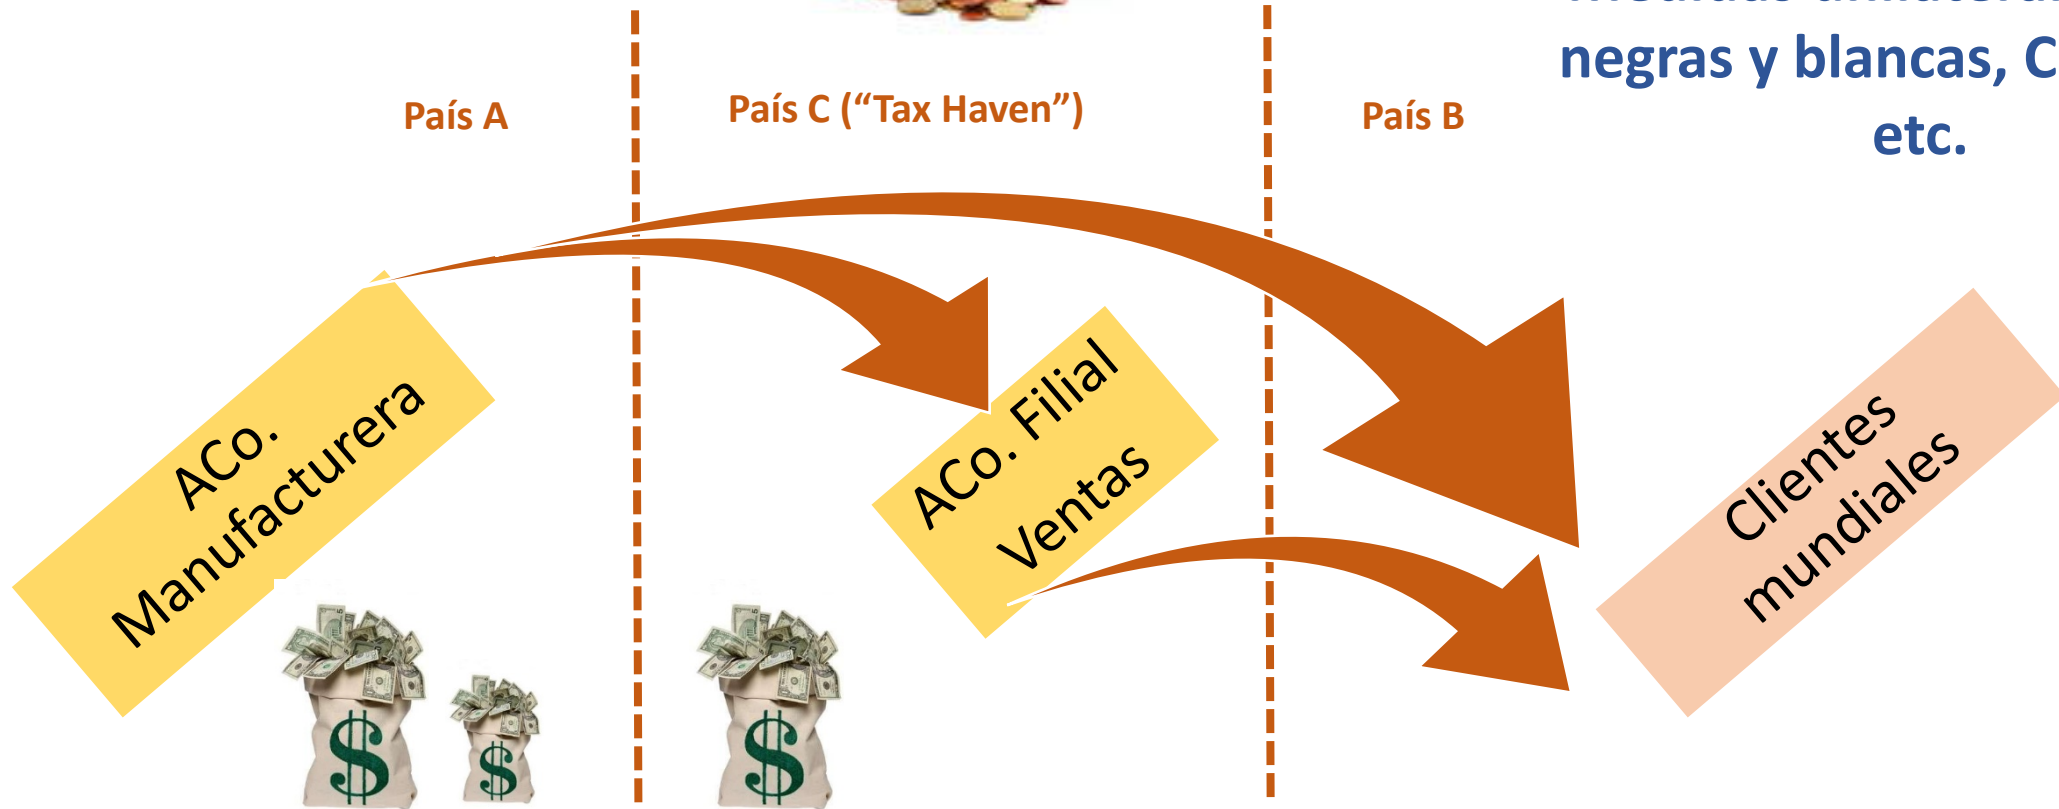 negras y blancas, C
etc.
País A
País C (“Tax Haven”)
País B
ACo.
Manufacturera
ACo. Filial
Ventas
Clientes
mundiales
$
$
$